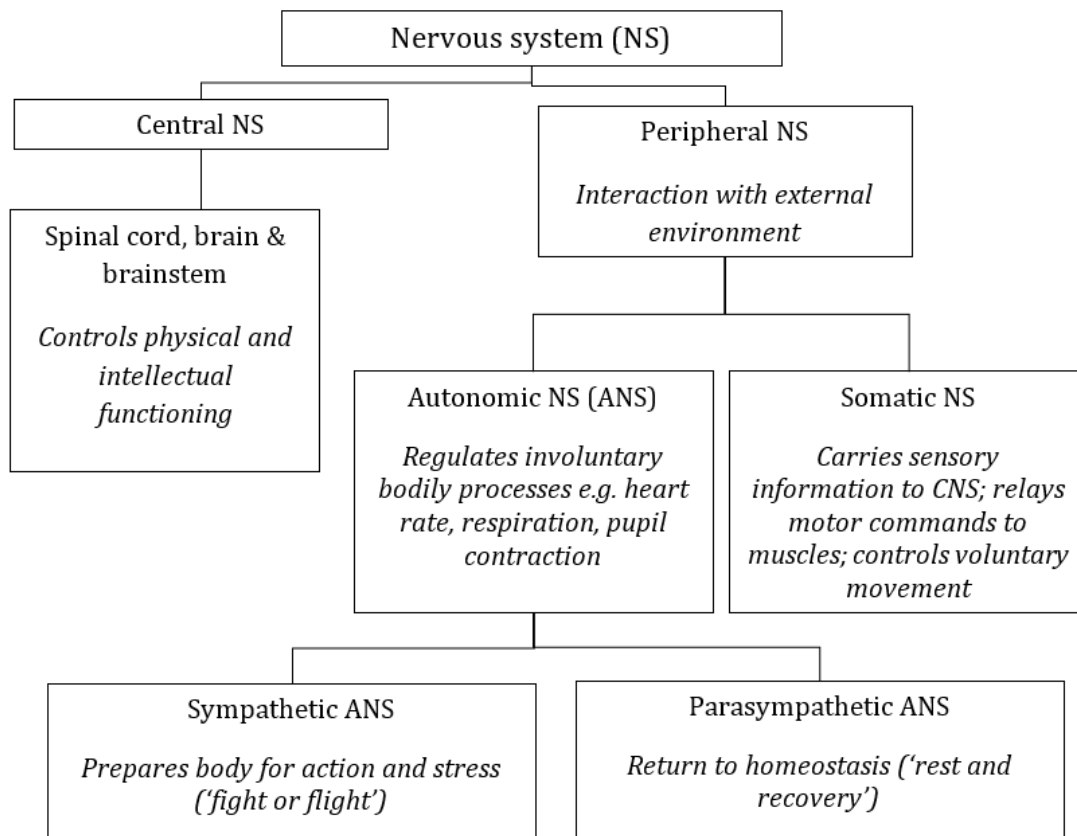 Nervous system (NS)
Central NS
Peripheral NS
Interaction with external
environment
Spinal cord, brain &
brainstem
Controls physical and
intellectual
functioning
Autonomic NS (ANS)
Regulates involuntary
bodily processes e.g. heart
rate, respiration, pupil
contraction
Somatic NS
Carries sensory
information to CNS; relays
motor commands to
muscles; controls voluntary
movement
Sympathetic ANS
Prepares body for action and stress
(‘fight or flight’)
Parasympathetic ANS
Return to homeostasis (‘rest and
recovery’)